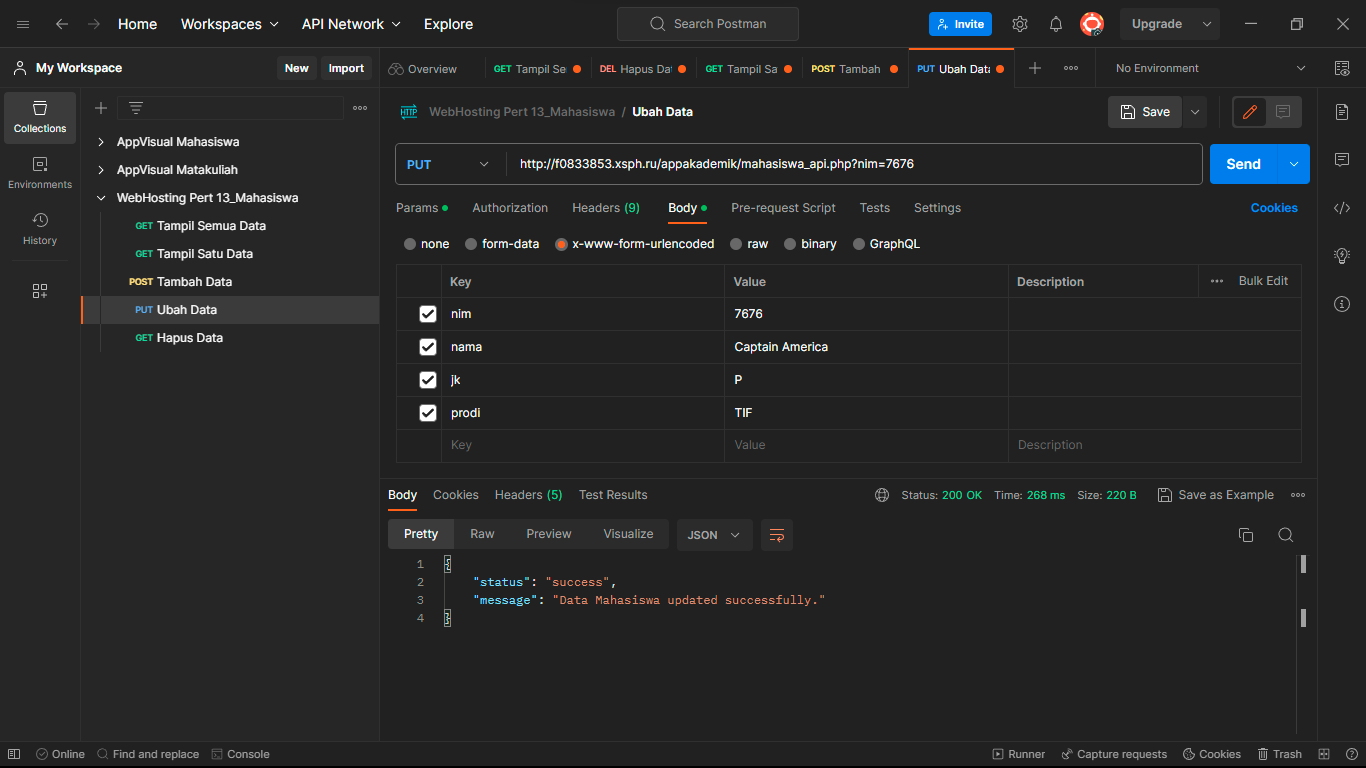 Home Workspaces API Network Explore Search Postman Invite Upgrade
My Workspace New Import Overview GET Tampil Se DEL Hapus Da GET Tampil Sa POST Tambah PUT Ubah Data No Environment
Collections
Environments
History
AppVisual Mahasiswa
AppVisual Matakuliah
WebHosting Pert 13_Mahasiswa
GET Tampil Semua Data
GET Tampil Satu Data
POST Tambah Data
PUT Ubah Data
GET Hapus Data
HTTP WebHosting Pert 13_Mahasiswa / Ubah Data Save
PUT http://f0833853.xsph.ru/appakademik/mahasiswa_api.php?nim=7676 Send
Params Authorization Headers (9) Body Pre-request Script Tests Settings Cookies
none form-data x-www-form-urlencoded raw binary GraphQL
Key Value Description Bulk Edit
nim 7676
nama Captain America
jk P
prodi TIF
Key Value Description
Body Cookies Headers (5) Test Results Status: 200 OK Time: 268 ms Size: 220 B Save as Example
Pretty Raw Preview Visualize JSON
1 {
2 "status": "success",
3 "message": "Data Mahasiswa updated successfully."
4 }
Online Find and replace Console Runner Capture requests Cookies Trash